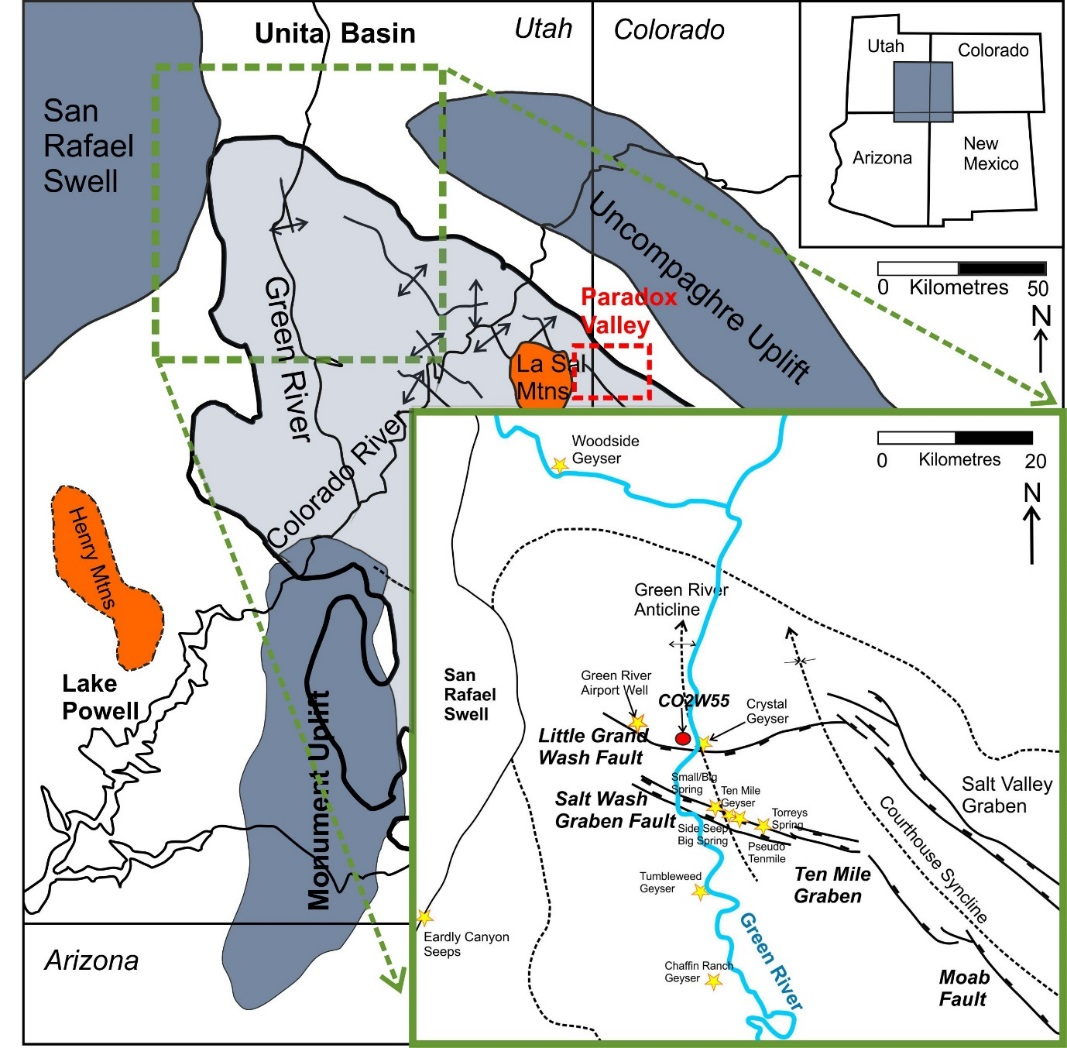 Unita Basin
Utah
Colorado
San
Rafael
Swell
Utah
Colorado
Arizona
New
Mexico
Uncompaghre Uplift
0 Kilometres 50
N
Paradox
Valley
Green River
La Sal
Mtns
Colorado River
Henry Mtns
Lake
Powell
Monument Uplift
Arizona
Woodside
Geyser
0 Kilometres 20
N
Green River
Anticline
San
Rafael
Swell
Green River
Airport Well
CO2W55
Crystal
Geyser
Little Grand
Wash Fault
Small/Big
Spring
Ten Mile
Geyser
Salt Wash
Graben Fault
Torreys
Spring
Side Seep
Big Spring
Pseudo
Tenmile
Salt Valley
Graben
Courthouse Syncline
Ten Mile
Graben
Tumbleweed
Geyser
Green River
Eardly Canyon
Seeps
Chaffin Ranch
Geyser
Moab
Fault